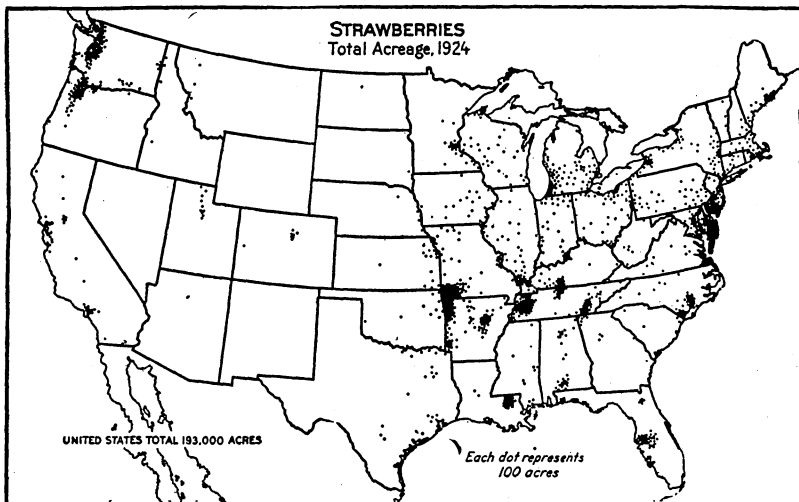 STRAWBERRIES
Total Acreage, 1924
UNITED STATES TOTAL 193,000 ACRES
Each dot represents
100 acres